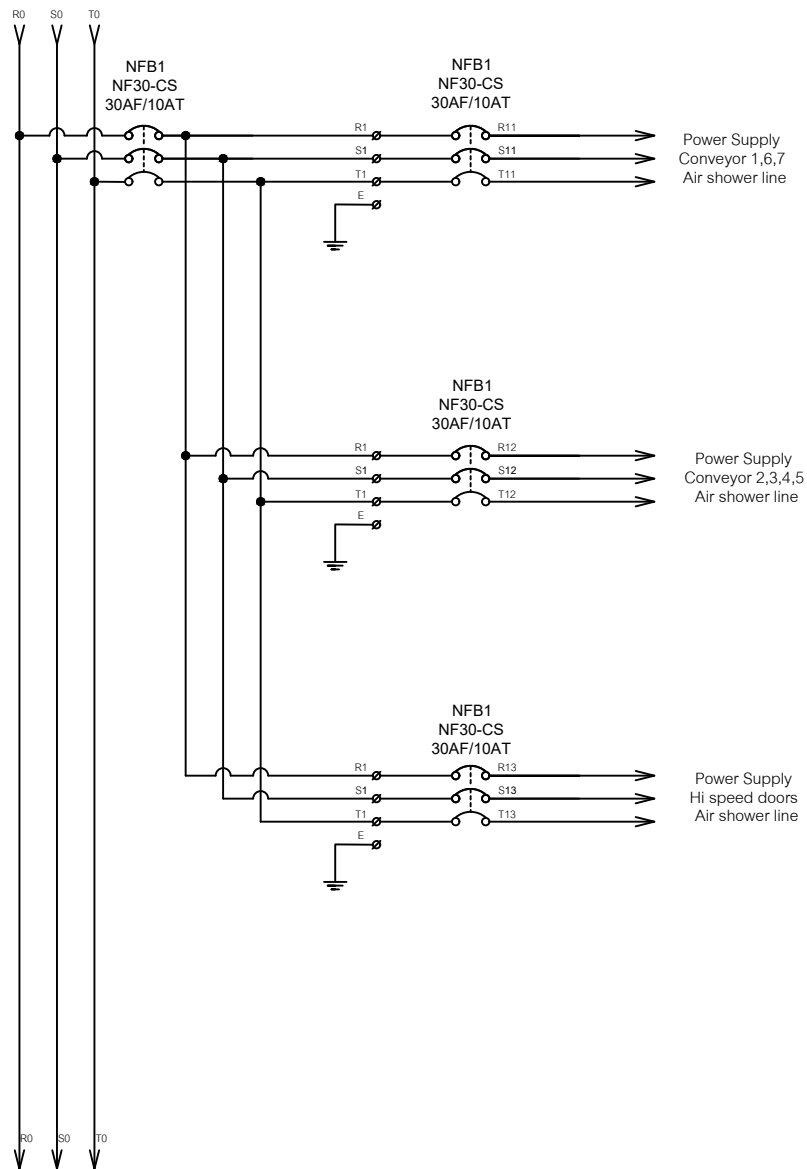 R0 S0 T0
NFB1
NF30-CS
30AF/10AT
NFB1
NF30-CS
30AF/10AT
R1 R11
S1 S11
T1 T11
E
Power Supply
Conveyor 1,6,7
Air shower line
NFB1
NF30-CS
30AF/10AT
R1 R12
S1 S12
T1 T12
E
Power Supply
Conveyor 2,3,4,5
Air shower line
NFB1
NF30-CS
30AF/10AT
R1 R13
S1 S13
T1 T13
E
Power Supply
Hi speed doors
Air shower line
R0 S0 T0